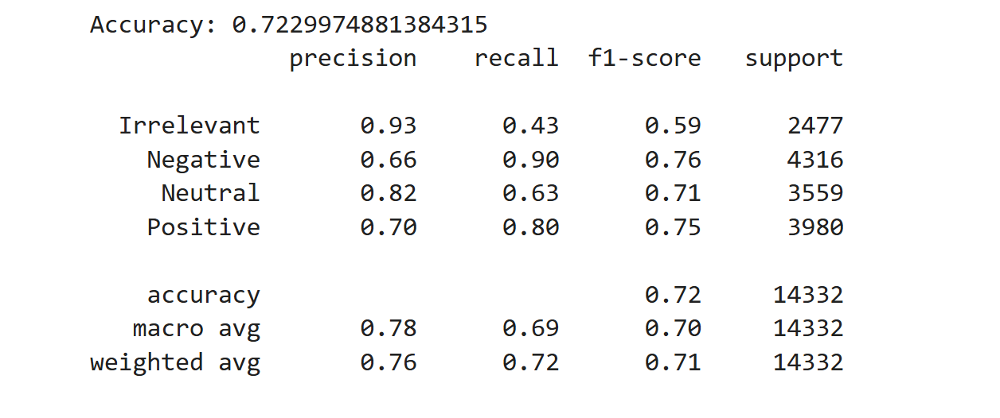 Accuracy: 0.7229974881384315
precision recall f1-score support
Irrelevant 0.93 0.43 0.59 2477
Negative 0.66 0.90 0.76 4316
Neutral 0.82 0.63 0.71 3559
Positive 0.70 0.80 0.75 3980
accuracy 0.72 14332
macro avg 0.78 0.69 0.70 14332
weighted avg 0.76 0.72 0.71 14332